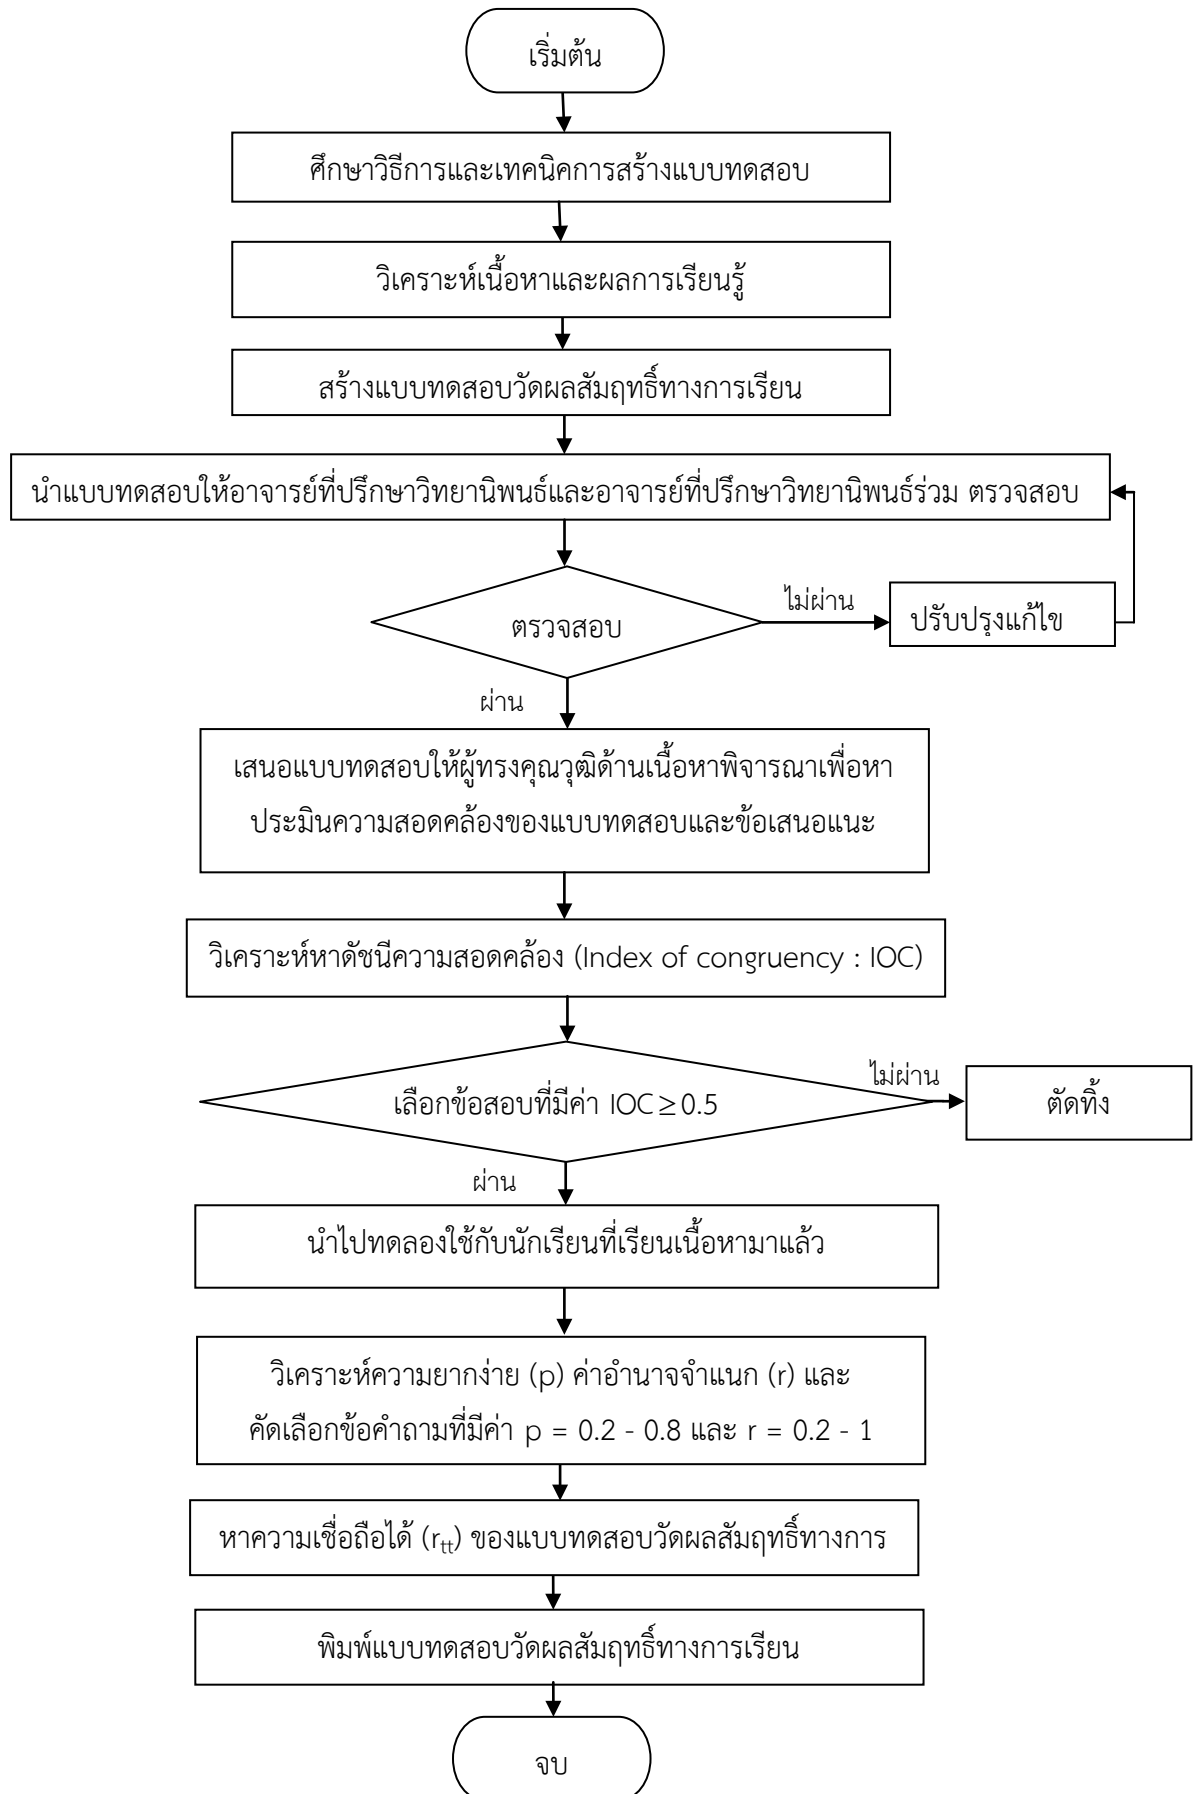 เริ่มต้น
ศึกษาวิธีการและเทคนิคการสร้างแบบทดสอบ
วิเคราะห์เนื้อหาและผลการเรียนรู้
สร้างแบบทดสอบวัดผลสัมฤทธิ์ทางการเรียน
นำแบบทดสอบให้อาจารย์ที่ปรึกษาวิทยานิพนธ์และอาจารย์ที่ปรึกษาวิทยานิพนธ์ร่วม ตรวจสอบ
ตรวจสอบ
ไม่ผ่าน
ปรับปรุงแก้ไข
ผ่าน
เสนอแบบทดสอบให้ผู้ทรงคุณวุฒิด้านเนื้อหาพิจารณาเพื่อหา
ประมินความสอดคล้องของแบบทดสอบและข้อเสนอแนะ
วิเคราะห์หาดัชนีความสอดคล้อง (Index of congruency : IOC)
เลือกข้อสอบที่มีค่า IOC ≥ 0.5
ไม่ผ่าน
ตัดทิ้ง
ผ่าน
นำไปทดลองใช้กับนักเรียนที่เรียนเนื้อหามาแล้ว
วิเคราะห์ความยากง่าย (p) ค่าอำนาจจำแนก (r) และ
คัดเลือกข้อคำถามที่มีค่า p = 0.2 - 0.8 และ r = 0.2 - 1
หาความเชื่อถือได้ (rtt) ของแบบทดสอบวัดผลสัมฤทธิ์ทางการ
พิมพ์แบบทดสอบวัดผลสัมฤทธิ์ทางการเรียน
จบ